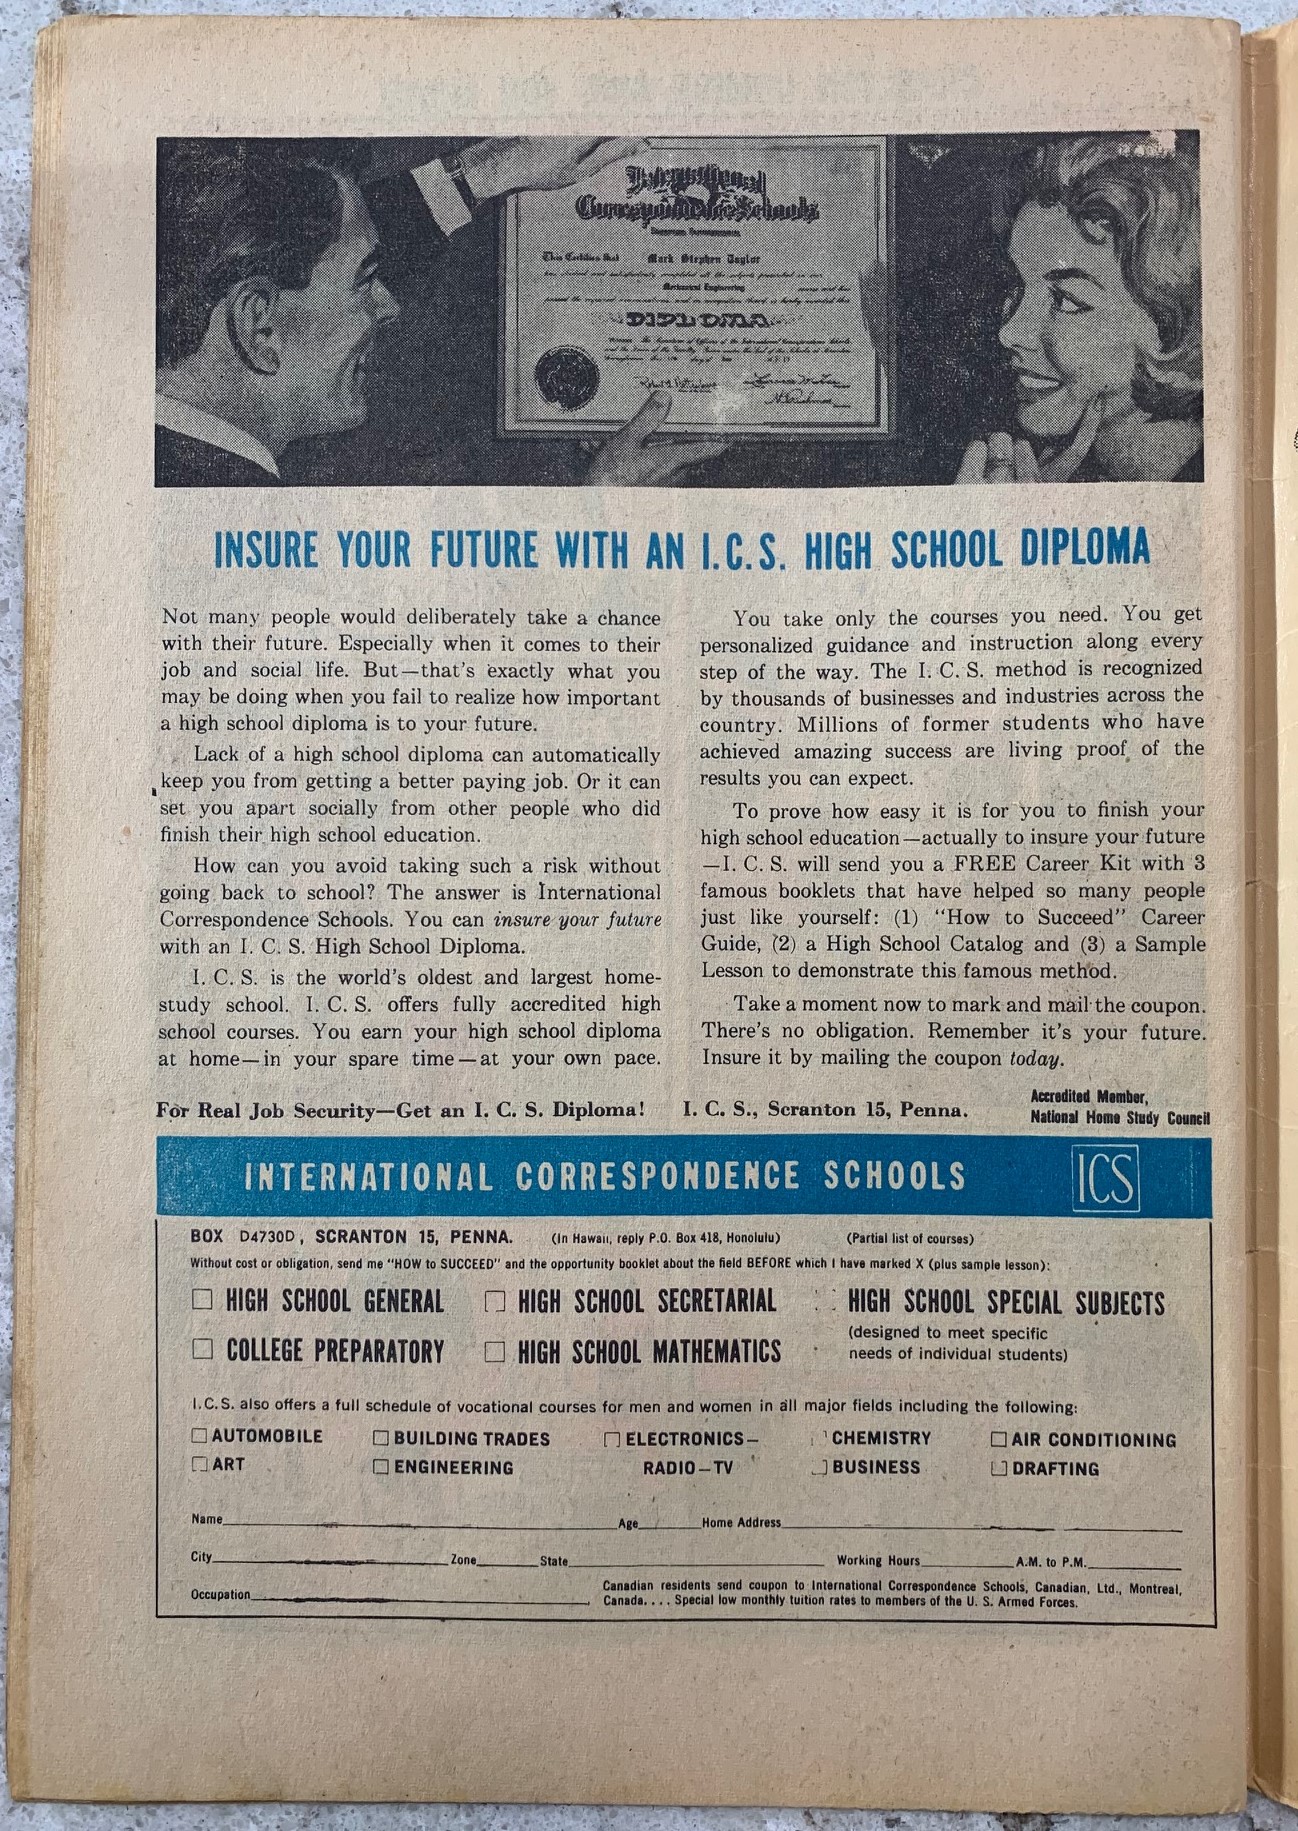 International
Correspondence Schools
This Certifies that Mark Stephen Taylor
Mechanical Engineering
DIPLOMA
INSURE YOUR FUTURE WITH AN I.C.S. HIGH SCHOOL DIPLOMA
Not many people would deliberately take a chance
with their future. Especially when it comes to their
job and social life. But—that's exactly what you
may be doing when you fail to realize how important
a high school diploma is to your future.
Lack of a high school diploma can automatically
keep you from getting a better paying job. Or it can
set you apart socially from other people who did
finish their high school education.
How can you avoid taking such a risk without
going back to school? The answer is International
Correspondence Schools. You can insure your future
with an I. C. S. High School Diploma.
I. C. S. is the world's oldest and largest home-
study school. I. C. S. offers fully accredited high
school courses. You earn your high school diploma
at home—in your spare time—at your own pace.
You take only the courses you need. You get
personalized guidance and instruction along every
step of the way. The I. C. S. method is recognized
by thousands of businesses and industries across the
country. Millions of former students who have
achieved amazing success are living proof of the
results you can expect.
To prove how easy it is for you to finish your
high school education—actually to insure your future
—I. C. S. will send you a FREE Career Kit with 3
famous booklets that have helped so many people
just like yourself: (1) "How to Succeed" Career
Guide, (2) a High School Catalog and (3) a Sample
Lesson to demonstrate this famous method.
Take a moment now to mark and mail the coupon.
There's no obligation. Remember it's your future.
Insure it by mailing the coupon today.
For Real Job Security—Get an I. C. S. Diploma! I. C. S., Scranton 15, Penna.
Accredited Member,
National Home Study Council
INTERNATIONAL CORRESPONDENCE SCHOOLS ICS
BOX D4730D, SCRANTON 15, PENNA. (In Hawaii, reply P.O. Box 418, Honolulu) (Partial list of courses)
Without cost or obligation, send me "HOW to SUCCEED" and the opportunity booklet about the field BEFORE which I have marked X (plus sample lesson):
HIGH SCHOOL GENERAL HIGH SCHOOL SECRETARIAL HIGH SCHOOL SPECIAL SUBJECTS
(designed to meet specific
COLLEGE PREPARATORY HIGH SCHOOL MATHEMATICS needs of individual students)
I.C.S. also offers a full schedule of vocational courses for men and women in all major fields including the following:
AUTOMOBILE BUILDING TRADES ELECTRONICS— CHEMISTRY AIR CONDITIONING
ART ENGINEERING RADIO—TV BUSINESS DRAFTING
Name Age Home Address
City Zone State Working Hours A.M. to P.M.
Occupation
Canadian residents send coupon to International Correspondence Schools, Canadian, Ltd., Montreal,
Canada. . . . Special low monthly tuition rates to members of the U. S. Armed Forces.